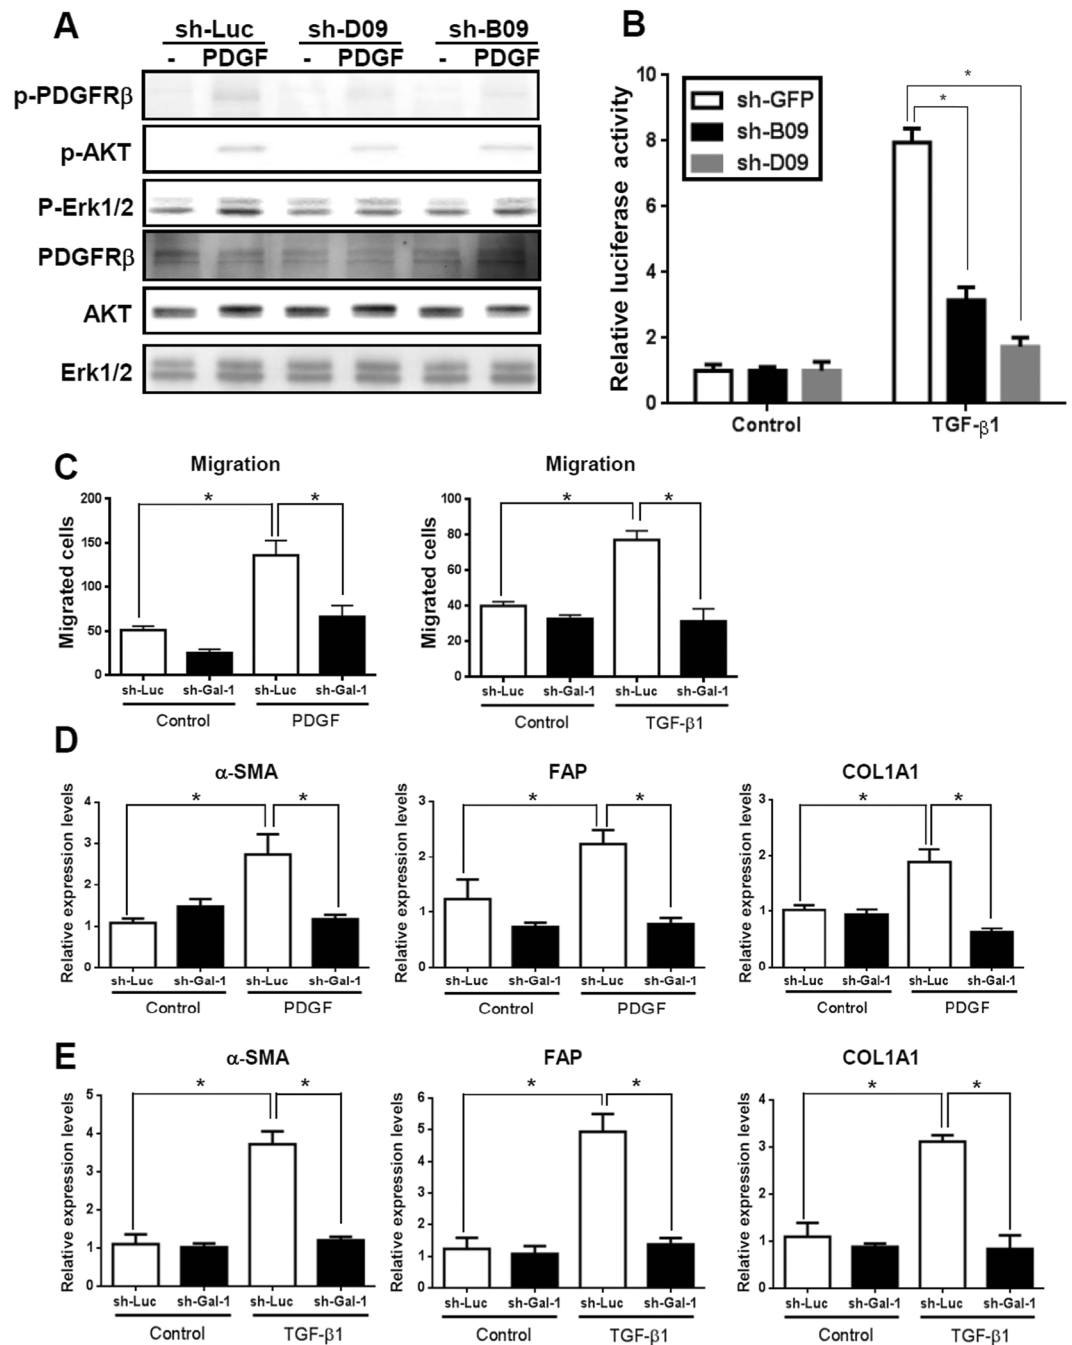 A
sh-Luc sh-D09 sh-B09
- PDGF - PDGF - PDGF
p-PDGFRβ
p-AKT
P-Erk1/2
PDGFRβ
AKT
Erk1/2
B
Relative luciferase activity
10
8
6
4
2
0
sh-GFP
sh-B09
sh-D09
*
*
Control TGF-β1
C
Migration
Migrated cells
200
150
100
50
0
* *
sh-Luc sh-Gal-1 sh-Luc sh-Gal-1
Control PDGF
Migration
Migrated cells
100
80
60
40
20
0
* *
sh-Luc sh-Gal-1 sh-Luc sh-Gal-1
Control TGF-β1
D
α-SMA
Relative expression levels
4
3
2
1
0
* *
sh-Luc sh-Gal-1 sh-Luc sh-Gal-1
Control PDGF
FAP
Relative expression levels
3
2
1
0
* *
sh-Luc sh-Gal-1 sh-Luc sh-Gal-1
Control PDGF
COL1A1
Relative expression levels
3
2
1
0
* *
sh-Luc sh-Gal-1 sh-Luc sh-Gal-1
Control PDGF
E
α-SMA
Relative expression levels
5
4
3
2
1
0
* *
sh-Luc sh-Gal-1 sh-Luc sh-Gal-1
Control TGF-β1
FAP
Relative expression levels
6
5
4
3
2
1
0
* *
sh-Luc sh-Gal-1 sh-Luc sh-Gal-1
Control TGF-β1
COL1A1
Relative expression levels
4
3
2
1
0
* *
sh-Luc sh-Gal-1 sh-Luc sh-Gal-1
Control TGF-β1